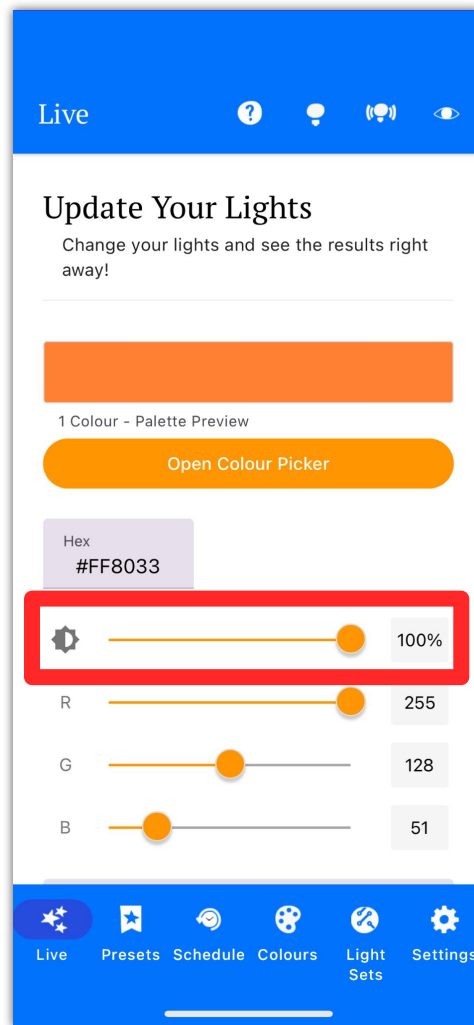 Live
?
Update Your Lights
Change your lights and see the results right
away!
1 Colour - Palette Preview
Open Colour Picker
Hex
#FF8033
100%
R
255
G
128
B
51
Live
Presets
Schedule
Colours
Light
Sets
Settings